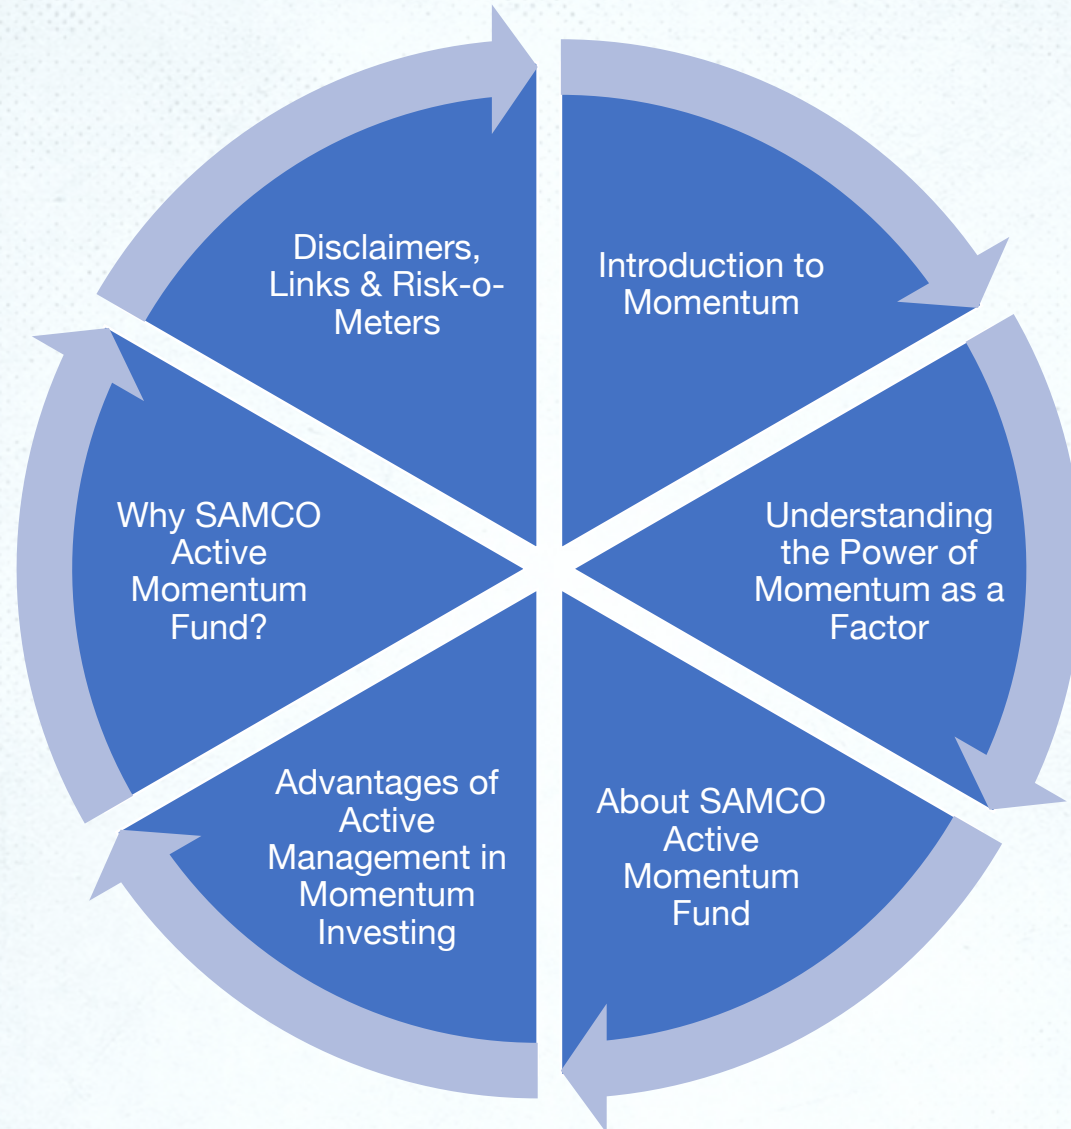 Introduction to
Momentum
Understanding
the Power of
Momentum as a
Factor
About SAMCO
Active
Momentum
Fund
Advantages of
Active
Management in
Momentum
Investing
Why SAMCO
Active
Momentum
Fund?
Disclaimers,
Links & Risk-o-
Meters